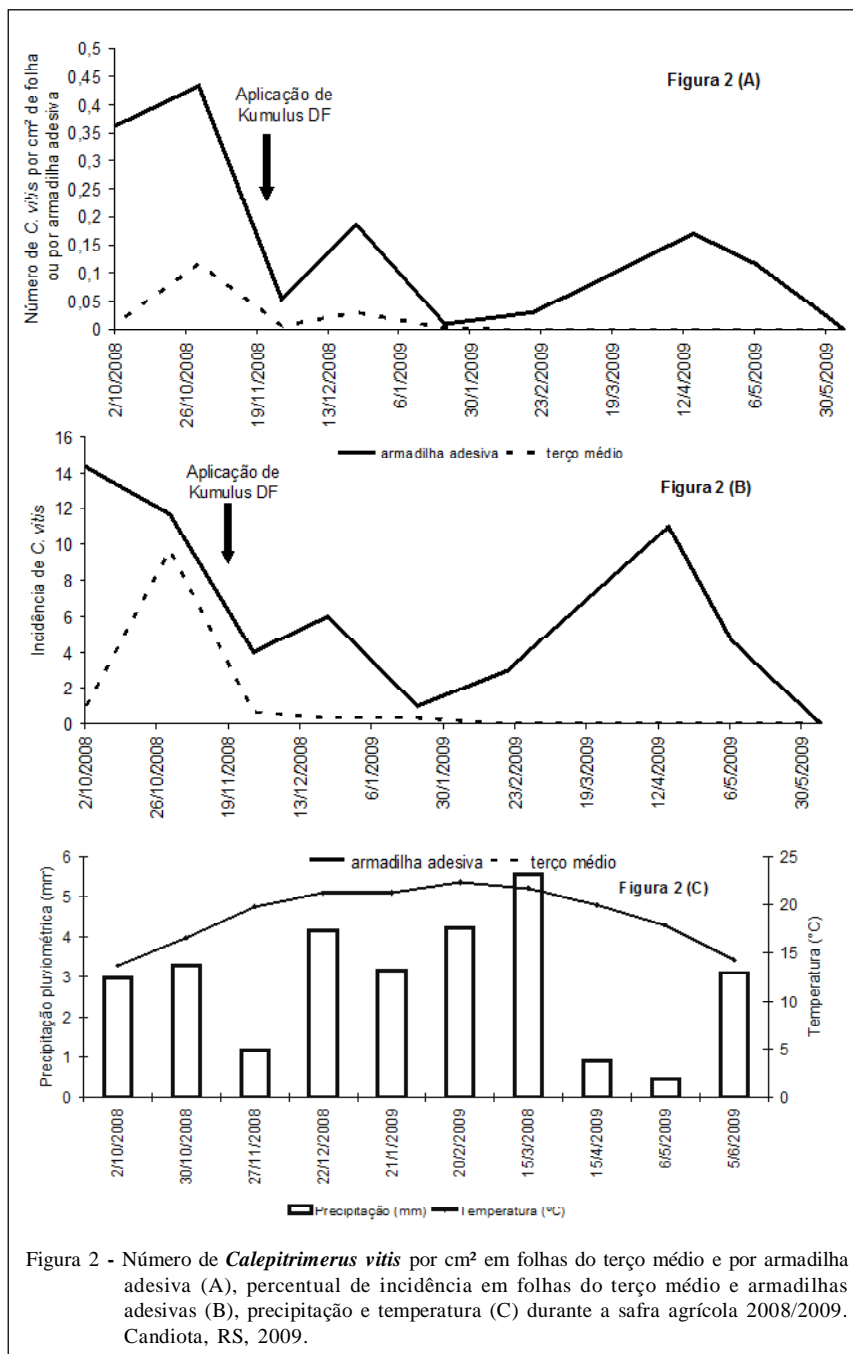 0,5
0,45
0,4
0,35
0,3
0,25
0,2
0,15
0,1
0,05
0
Número de C. vitis por cm² de folha
ou por armadilha adesiva
Aplicação de
Kumulus DF
Figura 2 (A)
2/10/2008
26/10/2008
19/11/2008
13/12/2008
6/1/2009
30/1/2009
23/2/2009
19/3/2009
12/4/2009
6/5/2009
30/5/2009
armadilha adesiva
terço médio
16
14
12
10
8
6
4
2
0
Incidência de C. vitis
Aplicação de
Kumulus DF
Figura 2 (B)
2/10/2008
26/10/2008
19/11/2008
13/12/2008
6/1/2009
30/1/2009
23/2/2009
19/3/2009
12/4/2009
6/5/2009
30/5/2009
armadilha adesiva
terço médio
6
5
4
3
2
1
0
Precipitação pluviométrica (mm)
Figura 2 (C)
25
20
15
10
5
0
Temperatura (°C)
2/10/2008
30/10/2008
27/11/2008
22/12/2008
21/1/2009
20/2/2009
15/3/2008
15/4/2009
6/5/2009
5/6/2009
Precipitação (mm)
Temperatura (ºC)
Figura 2 - Número de Calepitrimerus vitis por cm² em folhas do terço médio e por armadilha
adesiva (A), percentual de incidência em folhas do terço médio e armadilhas
adesivas (B), precipitação e temperatura (C) durante a safra agrícola 2008/2009.
Candiota, RS, 2009.